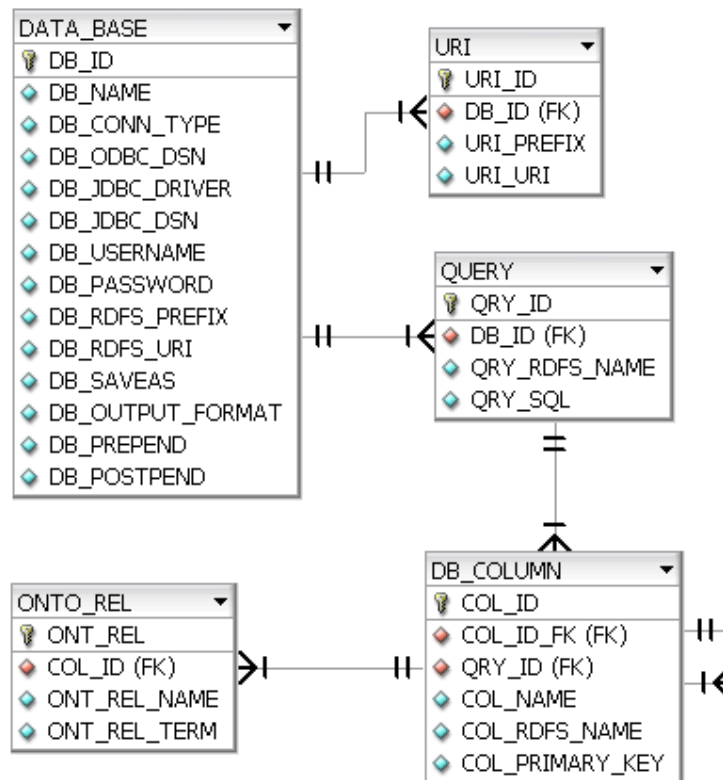 DATA_BASE
DB_ID
DB_NAME
DB_CONN_TYPE
DB_ODBC_DSN
DB_JDBC_DRIVER
DB_JDBC_DSN
DB_USERNAME
DB_PASSWORD
DB_RDFS_PREFIX
DB_RDFS_URI
DB_SAVEAS
DB_OUTPUT_FORMAT
DB_PREPEND
DB_POSTPEND
URI
URI_ID
DB_ID (FK)
URI_PREFIX
URI_URI
QUERY
QRY_ID
DB_ID (FK)
QRY_RDFS_NAME
QRY_SQL
ONTO_REL
ONT_REL
COL_ID (FK)
ONT_REL_NAME
ONT_REL_TERM
DB_COLUMN
COL_ID
COL_ID_FK (FK)
QRY_ID (FK)
COL_NAME
COL_RDFS_NAME
COL_PRIMARY_KEY